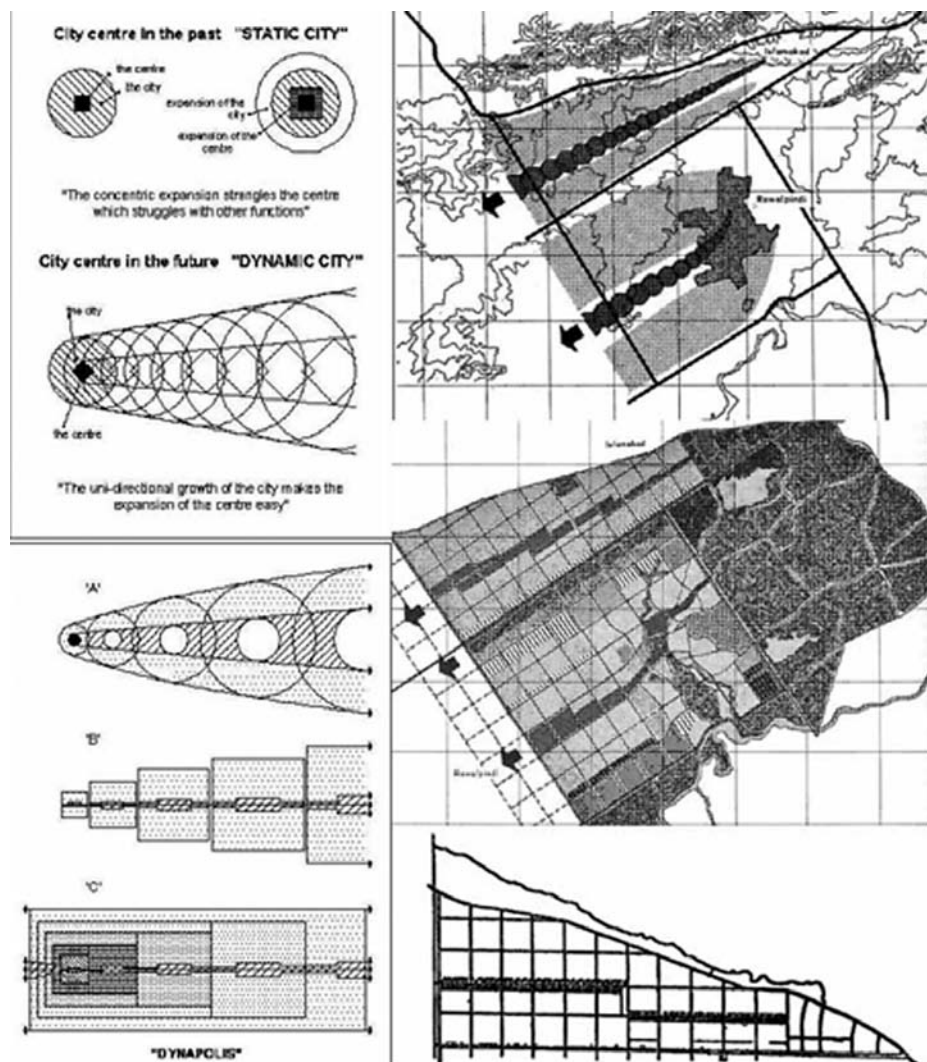 City centre in the past "STATIC CITY"
the centre
the city
expansion of the
city
expansion of the
centre
"The concentric expansion strangles the centre
which struggles with other functions"
City centre in the future "DYNAMIC CITY"
the city
the centre
"The uni-directional growth of the city makes the
expansion of the centre easy"
'A'
'B'
'C'
"DYNAPOLIS"
Islamabad
Rawalpindi
Islamabad
Rawalpindi